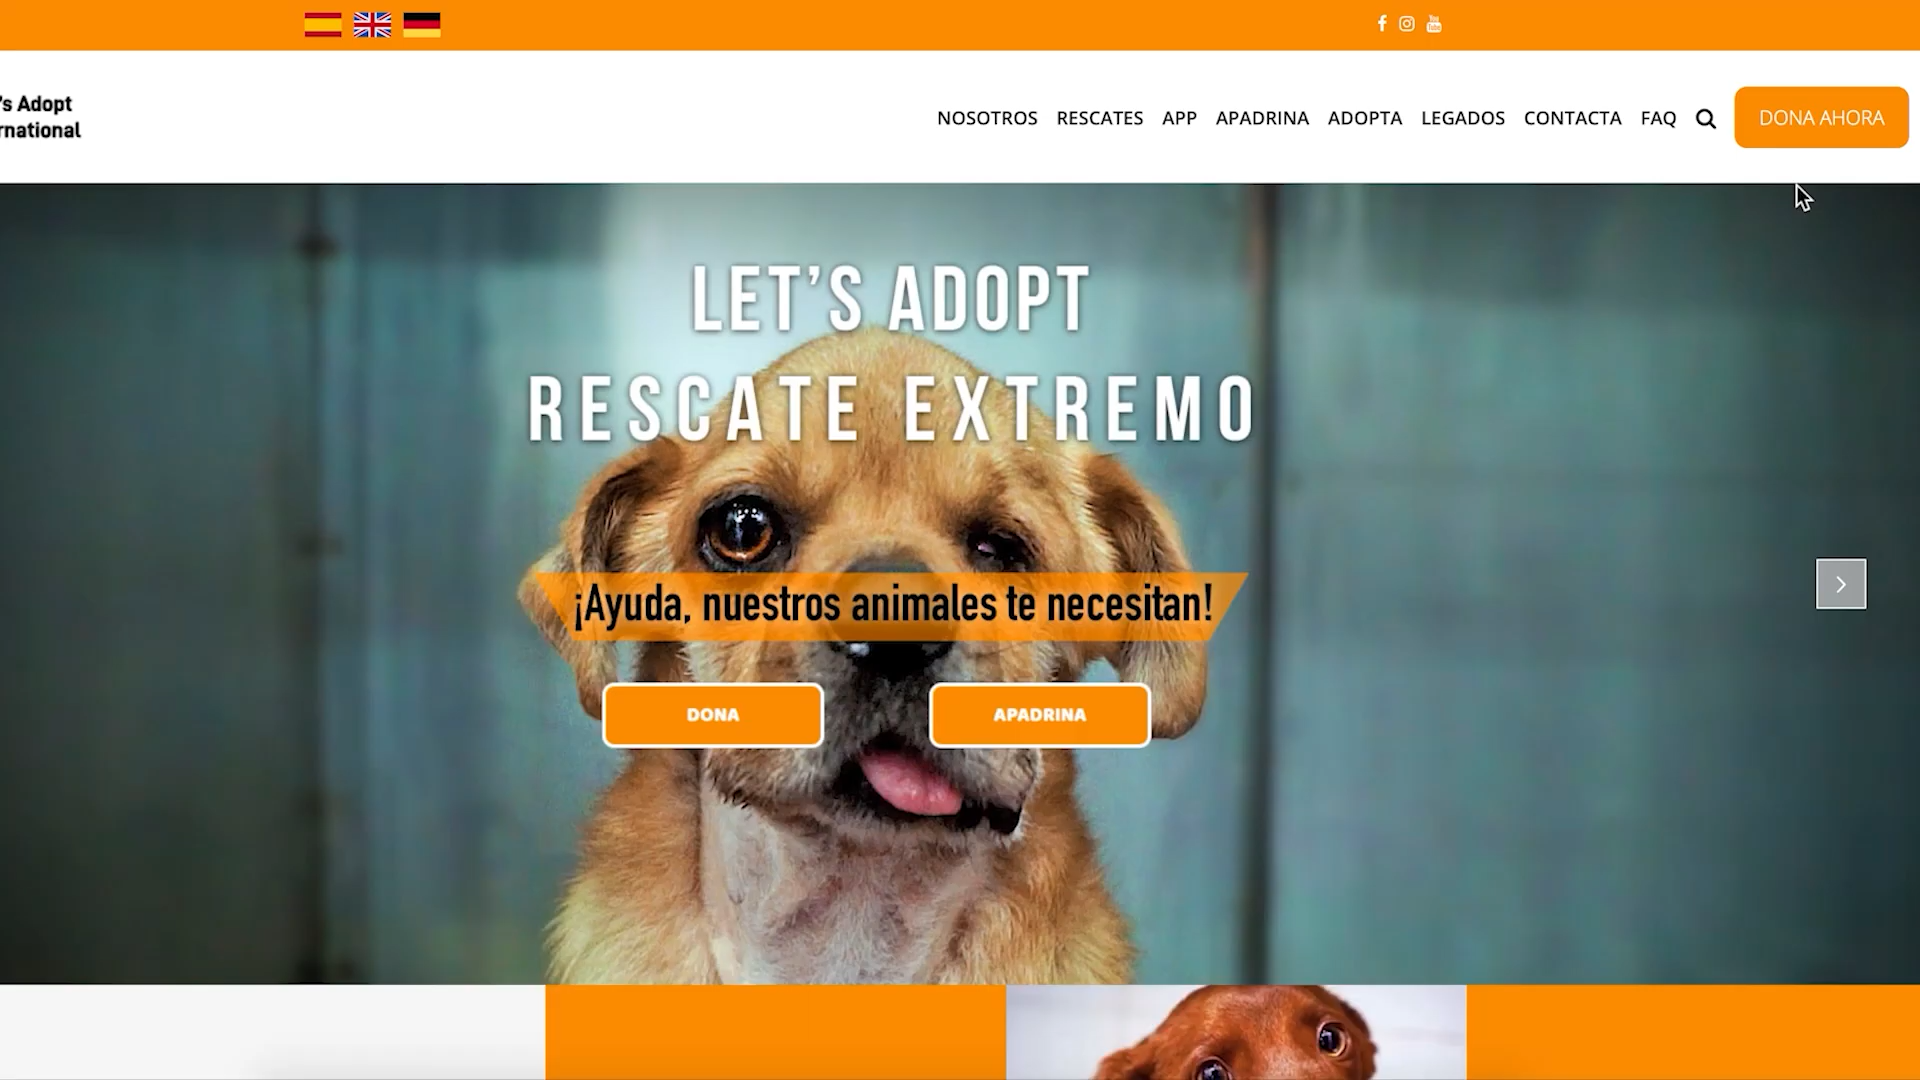 's Adopt
rnational
NOSOTROS RESCATES APP APADRINA ADOPTA LEGADOS CONTACTA FAQ DONA AHORA
LET'S ADOPT
RESCATE EXTREMO
¡Ayuda, nuestros animales te necesitan!
DONA APADRINA